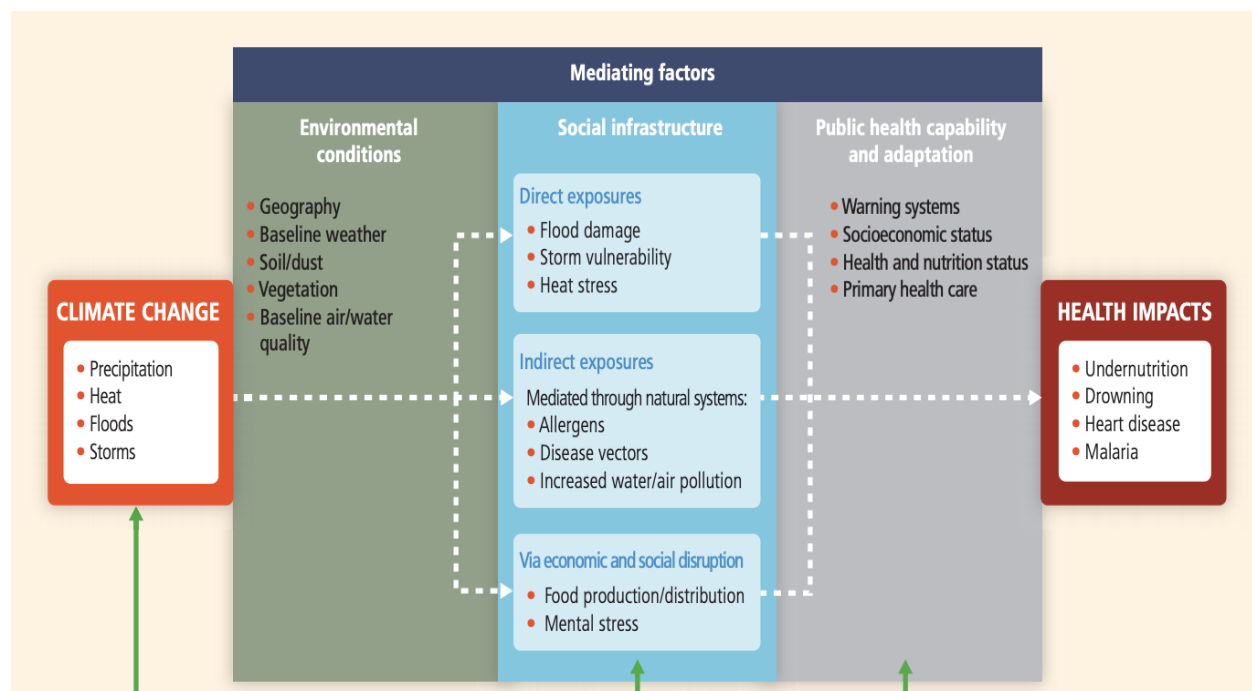 Mediating factors
Environmental
conditions
Geography
Baseline weather
Soil/dust
Vegetation
Baseline air/water
quality
Social infrastructure
Direct exposures
Flood damage
Storm vulnerability
Heat stress
Indirect exposures
Mediated through natural systems:
Allergens
Disease vectors
Increased water/air pollution
Via economic and social disruption
Food production/distribution
Mental stress
Public health capability
and adaptation
Warning systems
Socioeconomic status
Health and nutrition status
Primary health care
CLIMATE CHANGE
Precipitation
Heat
Floods
Storms
HEALTH IMPACTS
Undernutrition
Drowning
Heart disease
Malaria